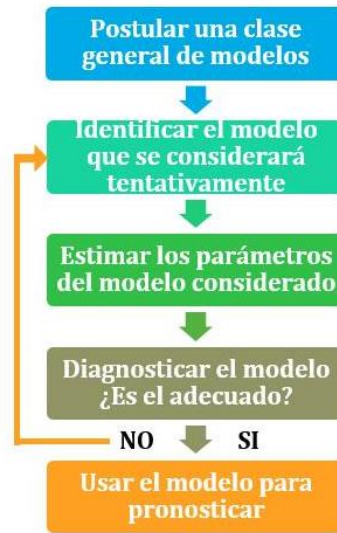 Postular una clase
general de modelos
Identificar el modelo
que se considerará
tentativamente
Estimar los parámetros
del modelo considerado
Diagnosticar el modelo
¿Es el adecuado?
NO SI
Usar el modelo para
pronosticar